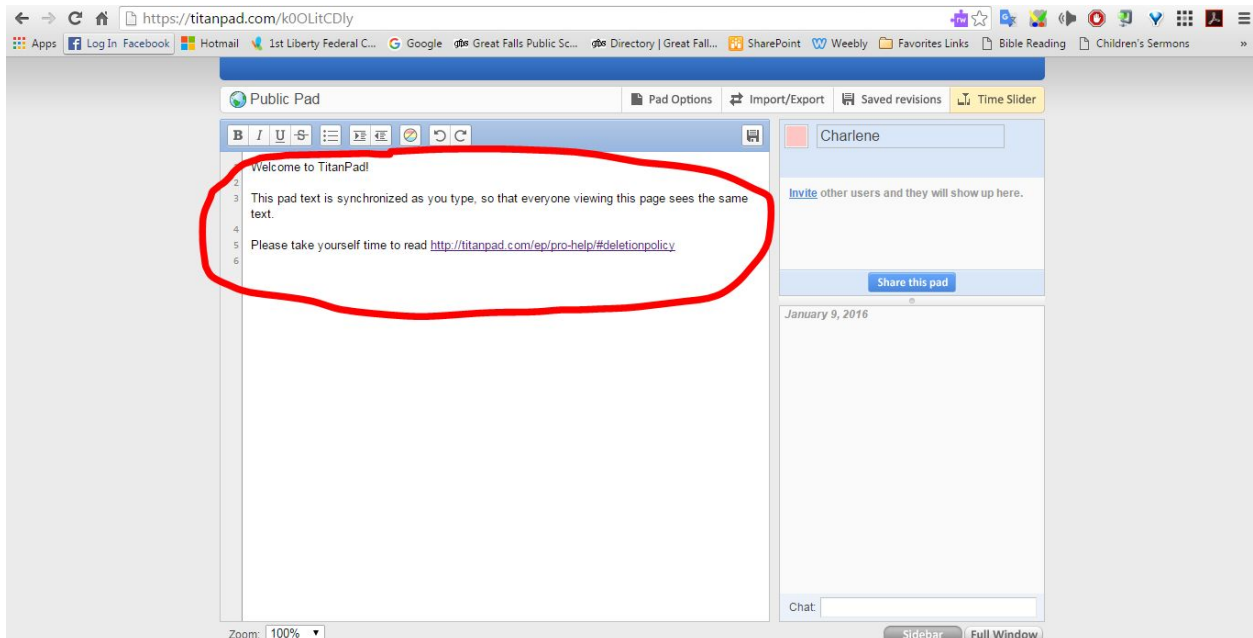 https://titanpad.com/k0OLitCDly
Apps Log In Facebook Hotmail 1st Liberty Federal C... Google Great Falls Public Sc... Directory | Great Fall... SharePoint Weebly Favorites Links Bible Reading Children's Sermons »
Public Pad Pad Options Import/Export Saved revisions Time Slider
B I U S
Charlene
1 Welcome to TitanPad!
2
3 This pad text is synchronized as you type, so that everyone viewing this page sees the same
text.
4
5 Please take yourself time to read http://titanpad.com/ep/pro-help/#deletionpolicy
6
Invite other users and they will show up here.
Share this pad
January 9, 2016
Chat:
Zoom: 100%
Sidebar Full Window